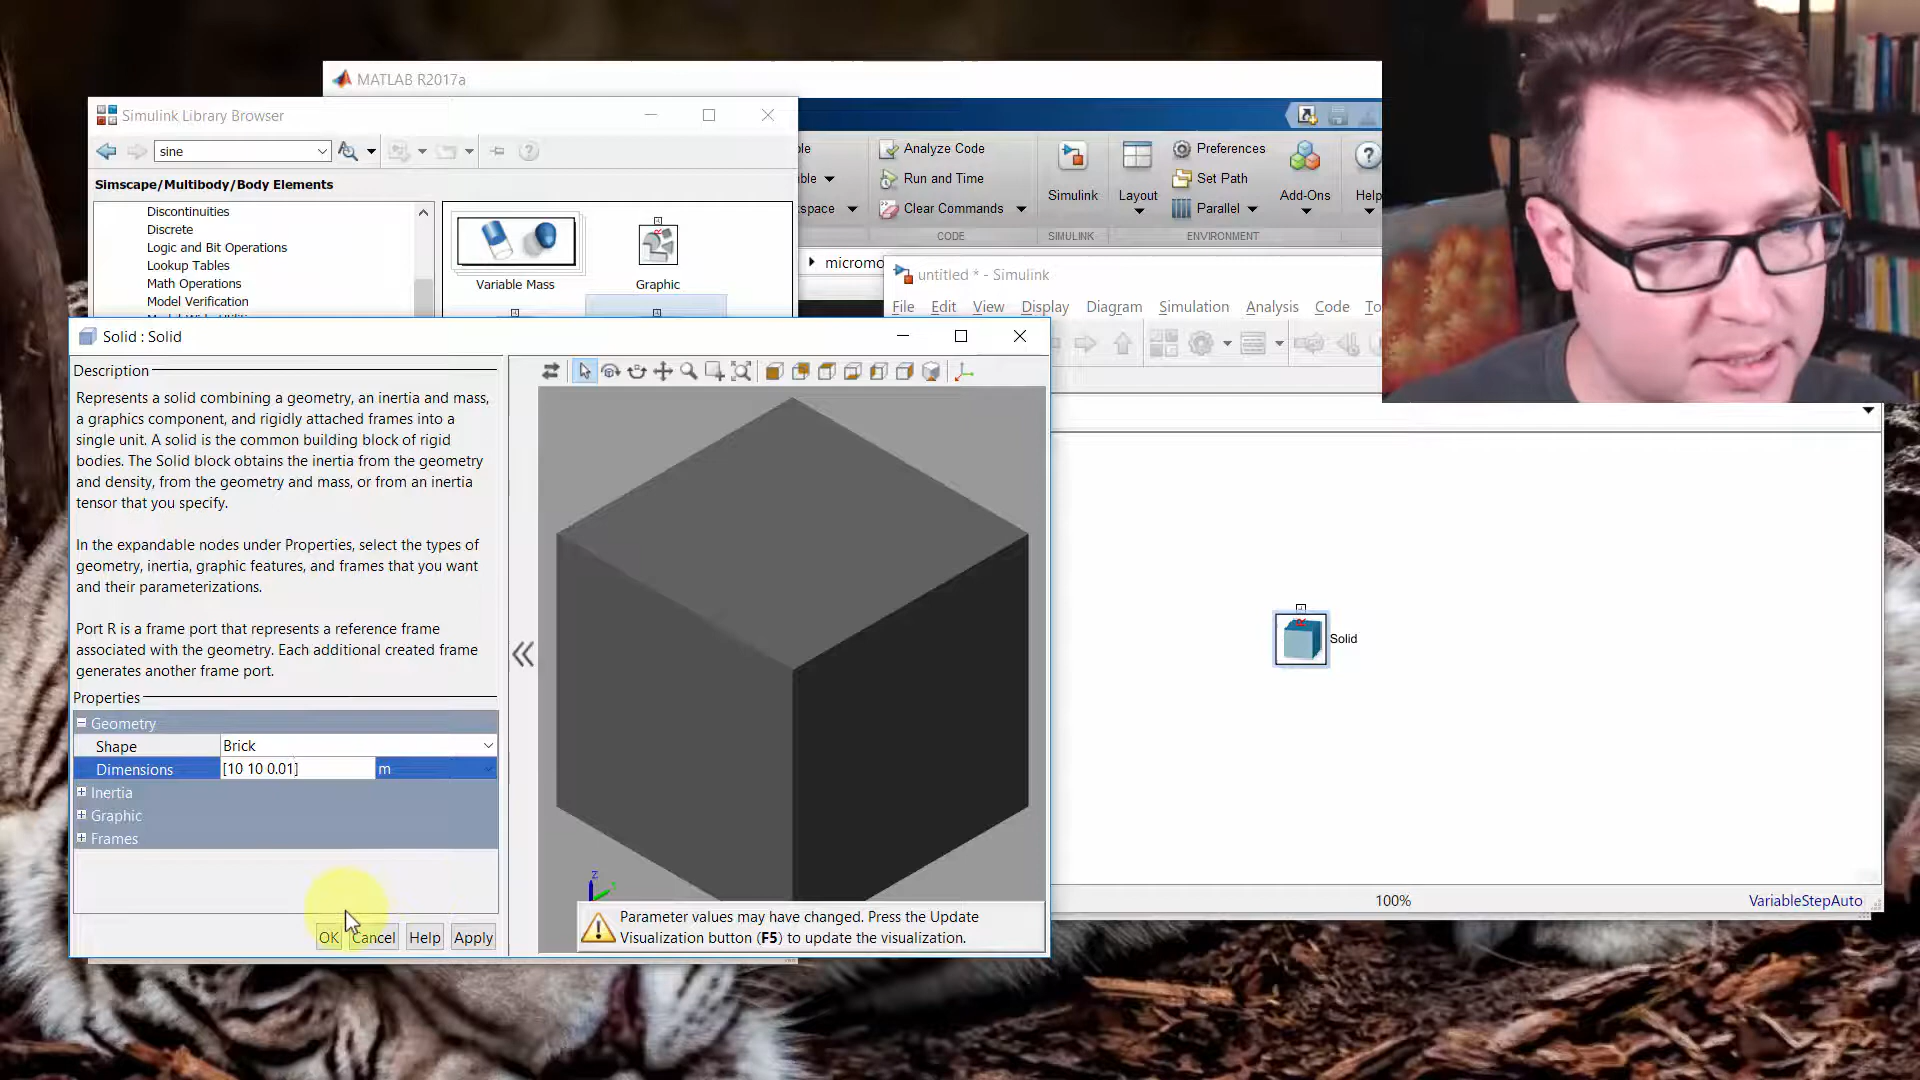 MATLAB R2017a
Simulink Library Browser
sine
Simscape/Multibody/Body Elements
Discontinuities
Discrete
Logic and Bit Operations
Lookup Tables
Math Operations
Model Verification
Variable Mass
Graphic
Analyze Code
Run and Time
Clear Commands
CODE
Simulink
SIMULINK
Layout
Preferences
Set Path
Parallel
ENVIRONMENT
Add-Ons
Help
untitled * - Simulink
File Edit View Display Diagram Simulation Analysis Code
Solid : Solid
Description
Represents a solid combining a geometry, an inertia and mass,
a graphics component, and rigidly attached frames into a
single unit. A solid is the common building block of rigid
bodies. The Solid block obtains the inertia from the geometry
and density, from the geometry and mass, or from an inertia
tensor that you specify.
In the expandable nodes under Properties, select the types of
geometry, inertia, graphic features, and frames that you want
and their parameterizations.
Port R is a frame port that represents a reference frame
associated with the geometry. Each additional created frame
generates another frame port.
Properties
Geometry
Shape Brick
Dimensions [10 10 0.01] m
Inertia
Graphic
Frames
OK Cancel Help Apply
z
Parameter values may have changed. Press the Update
Visualization button (F5) to update the visualization.
Solid
100%
VariableStepAuto